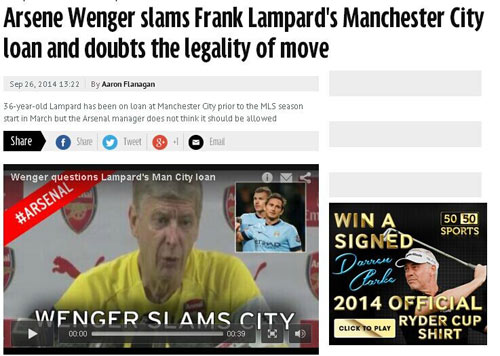 Arsene Wenger slams Frank Lampard's Manchester City
loan and doubts the legality of move
Sep 26, 2014 13:22 | By Aaron Flanagan
36-year-old Lampard has been on loan at Manchester City prior to the MLS season
start in March but the Arsenal manager does not think it should be allowed
Share
Share
Tweet
+1
Email
Wenger questions Lampard's Man City loan
#ARSENAL
WENGER SLAMS CITY
00:00
00:39
WIN A
SIGNED
50 50
SPORTS
Darren
Clarke
2014 OFFICIAL
RYDER CUP
SHIRT
CLICK TO PLAY